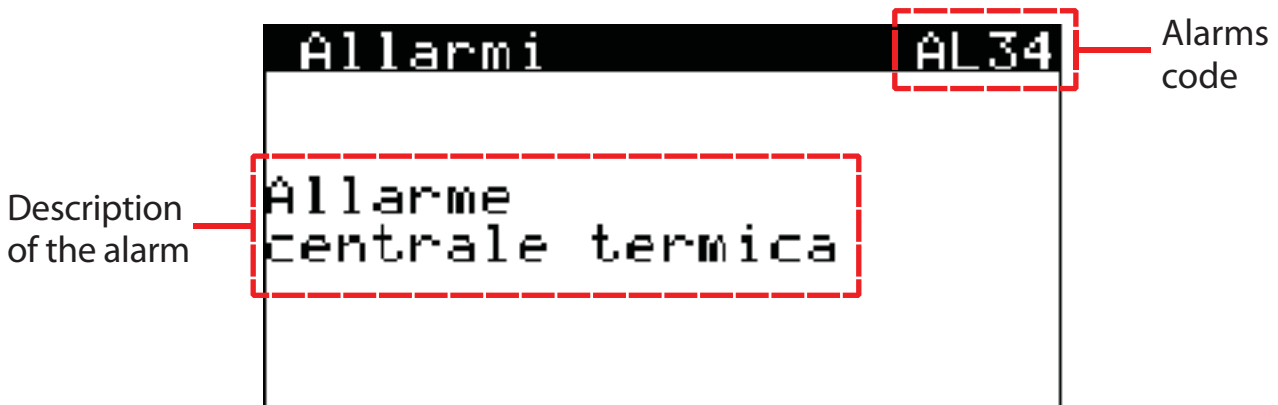 Allarmi AL34
Alarms
code
Description
of the alarm
Allarme
centrale termica